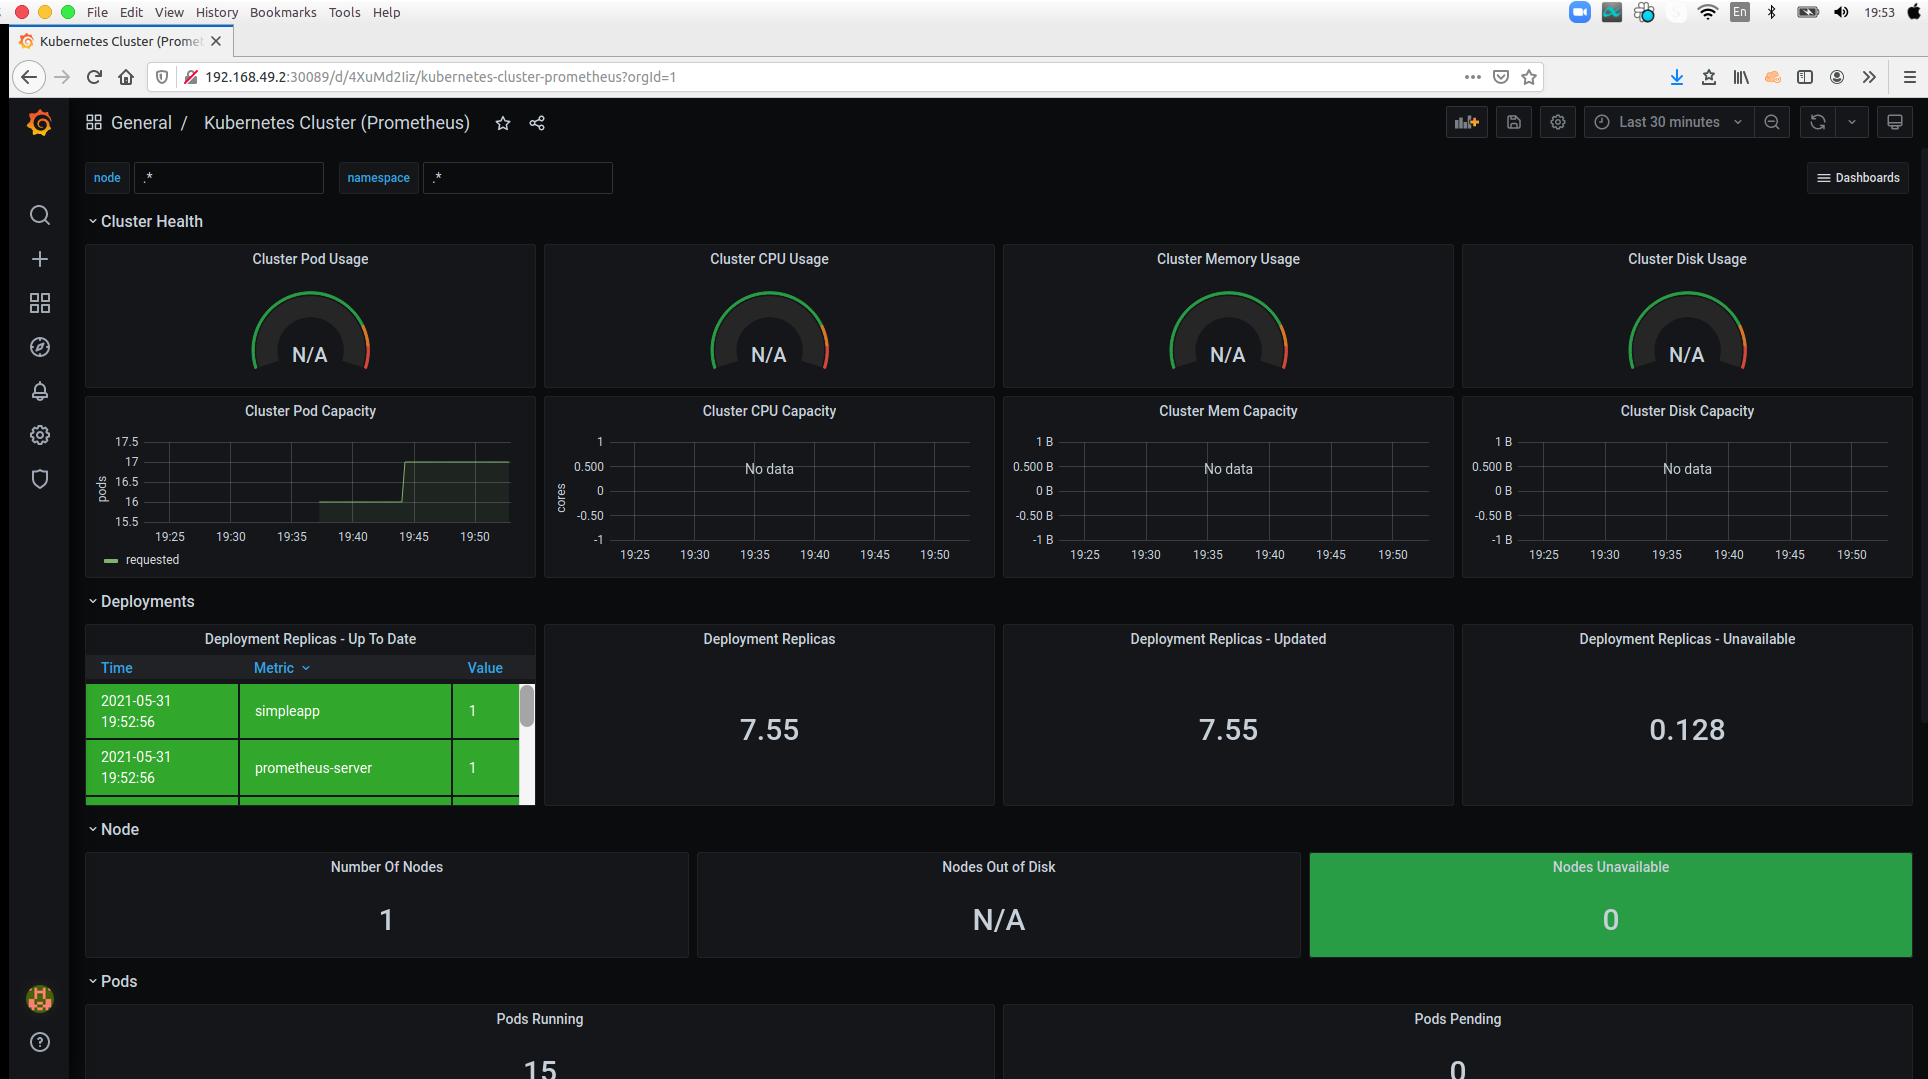 File Edit View History Bookmarks Tools Help
En
19:53
Kubernetes Cluster (Promet
192.168.49.2:30089/d/4XuMd2Iiz/kubernetes-cluster-prometheus?orgId=1
General / Kubernetes Cluster (Prometheus)
Last 30 minutes
node .* namespace .*
Dashboards
Cluster Health
Cluster Pod Usage
N/A
Cluster CPU Usage
N/A
Cluster Memory Usage
N/A
Cluster Disk Usage
N/A
Cluster Pod Capacity
pods
17.5
17
16.5
16
15.5
19:25 19:30 19:35 19:40 19:45 19:50
requested
Cluster CPU Capacity
cores
1
0.500
0
-0.50
-1
No data
19:25 19:30 19:35 19:40 19:45 19:50
Cluster Mem Capacity
1 B
0.500 B
0 B
-0.50 B
-1 B
No data
19:25 19:30 19:35 19:40 19:45 19:50
Cluster Disk Capacity
1 B
0.500 B
0 B
-0.50 B
-1 B
No data
19:25 19:30 19:35 19:40 19:45 19:50
Deployments
Deployment Replicas - Up To Date
Time Metric Value
2021-05-31
19:52:56
simpleapp
1
2021-05-31
19:52:56
prometheus-server
1
Deployment Replicas
7.55
Deployment Replicas - Updated
7.55
Deployment Replicas - Unavailable
0.128
Node
Number Of Nodes
1
Nodes Out of Disk
N/A
Nodes Unavailable
0
Pods
Pods Running
15
Pods Pending
0